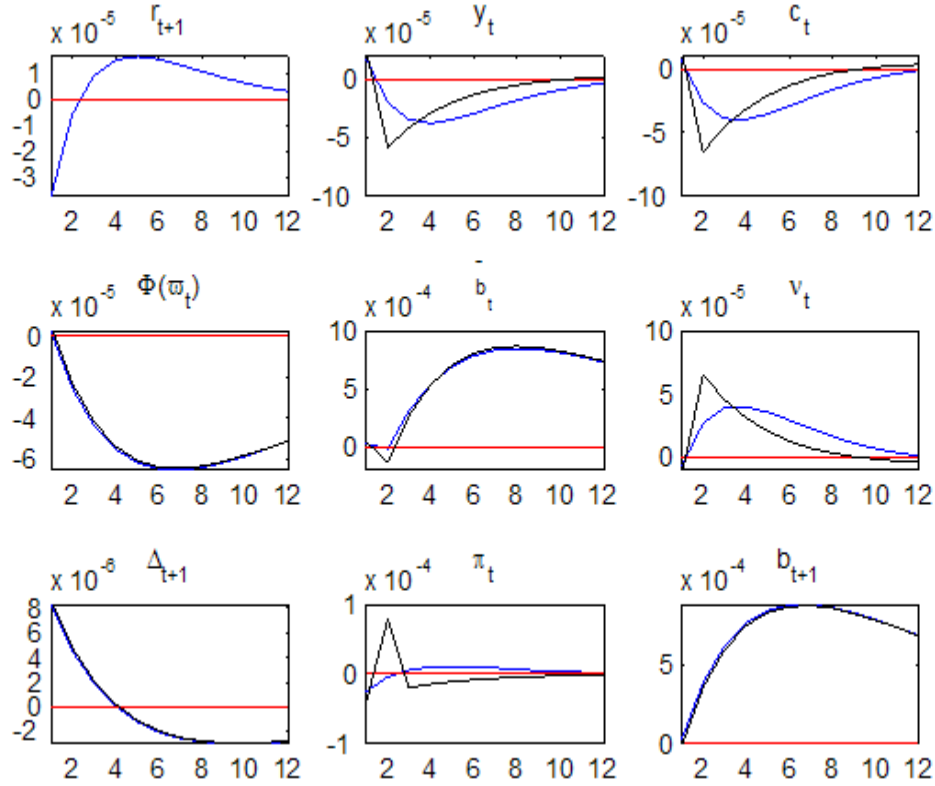 r_{t+1} y_t c_t
x 10^{-5} x 10^{-5} x 10^{-5}
1 0 -1 -2 -3
2 4 6 8 10 12
0 -5 -10
2 4 6 8 10 12
0 -5 -10
2 4 6 8 10 12
Φ(ϖ_t) b̄_t ν_t
x 10^{-5} x 10^{-4} x 10^{-5}
0 -2 -4 -6
2 4 6 8 10 12
10 5 0
2 4 6 8 10 12
10 5 0
2 4 6 8 10 12
Δ_{t+1} π_t b_{t+1}
x 10^{-6} x 10^{-4} x 10^{-4}
8 6 4 2 0 -2
2 4 6 8 10 12
1 0 -1
2 4 6 8 10 12
5 0
2 4 6 8 10 12